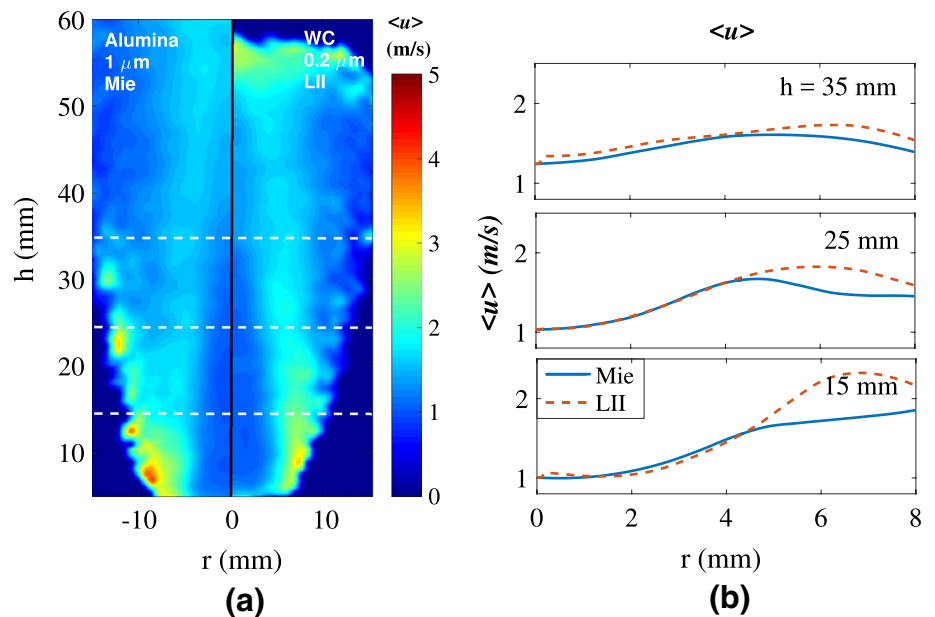 60
50
40
30
20
10
h (mm)
Alumina
1 μm
Mie
WC
0.2 μm
LII
-10
0
10
r (mm)
(a)
<u>
(m/s)
5
4
3
2
1
0
<u>
h = 35 mm
2
1
25 mm
2
1
<u> (m/s)
15 mm
Mie
LII
2
1
0
2
4
6
8
r (mm)
(b)